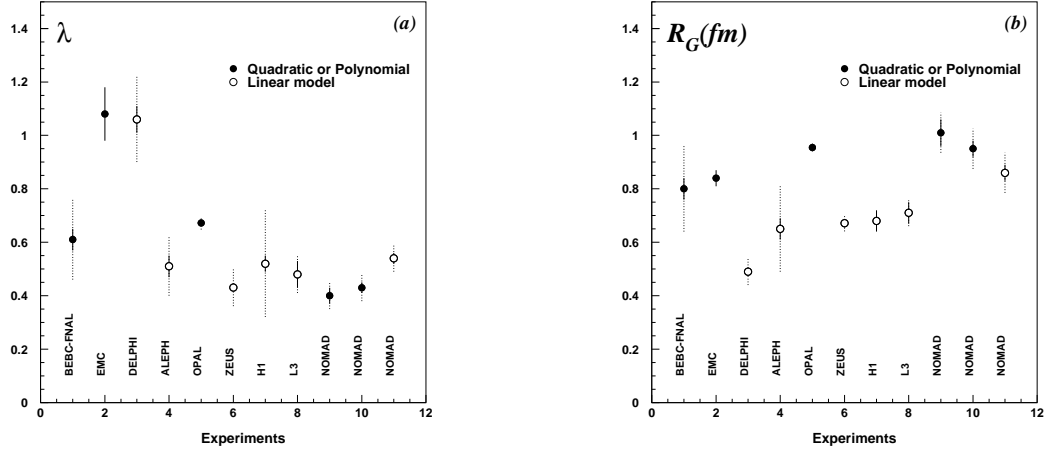 λ
(a)
Quadratic or Polynomial
Linear model
1.4
1.2
1
0.8
0.6
0.4
0.2
0
BEBC-FNAL
EMC
DELPHI
ALEPH
OPAL
ZEUS
H1
L3
NOMAD
NOMAD
NOMAD
0 2 4 6 8 10 12
Experiments
R_G(fm)
(b)
Quadratic or Polynomial
Linear model
1.4
1.2
1
0.8
0.6
0.4
0.2
0
BEBC-FNAL
EMC
DELPHI
ALEPH
OPAL
ZEUS
H1
L3
NOMAD
NOMAD
NOMAD
0 2 4 6 8 10 12
Experiments